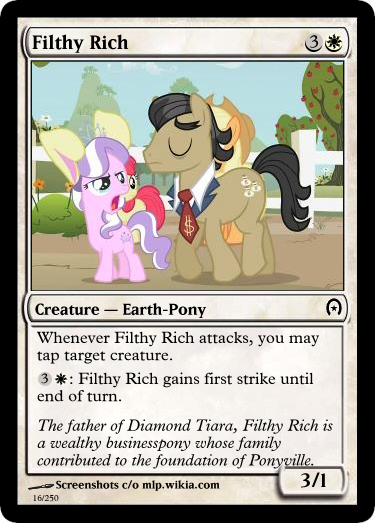 Filthy Rich 3
Creature — Earth-Pony
Whenever Filthy Rich attacks, you may
tap target creature.
3 : Filthy Rich gains first strike until
end of turn.
The father of Diamond Tiara, Filthy Rich is
a wealthy businesspony whose family
contributed to the foundation of Ponyville.
3/1
Screenshots c/o mlp.wikia.com
16/250